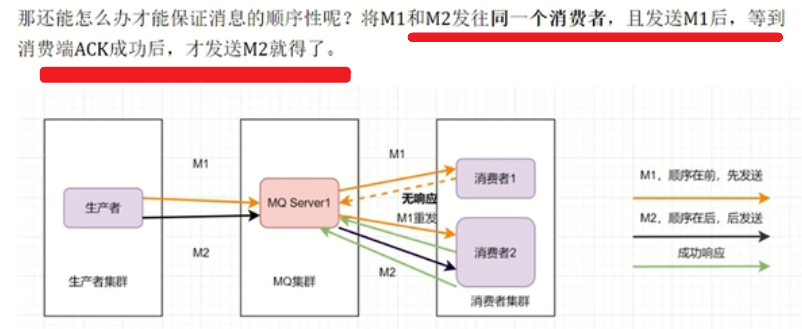 那还能怎么办才能保证消息的顺序性呢？将M1和M2发往同一个消费者，且发送M1后，等到
消费端ACK成功后，才发送M2就得了。
M1
M1
生产者
MQ Server1
消费者1
无响应
M1重发
M1，顺序在前，先发送
M2，顺序在后，后发送
M2
消费者2
成功响应
M2
生产者集群
MQ集群
消费者集群